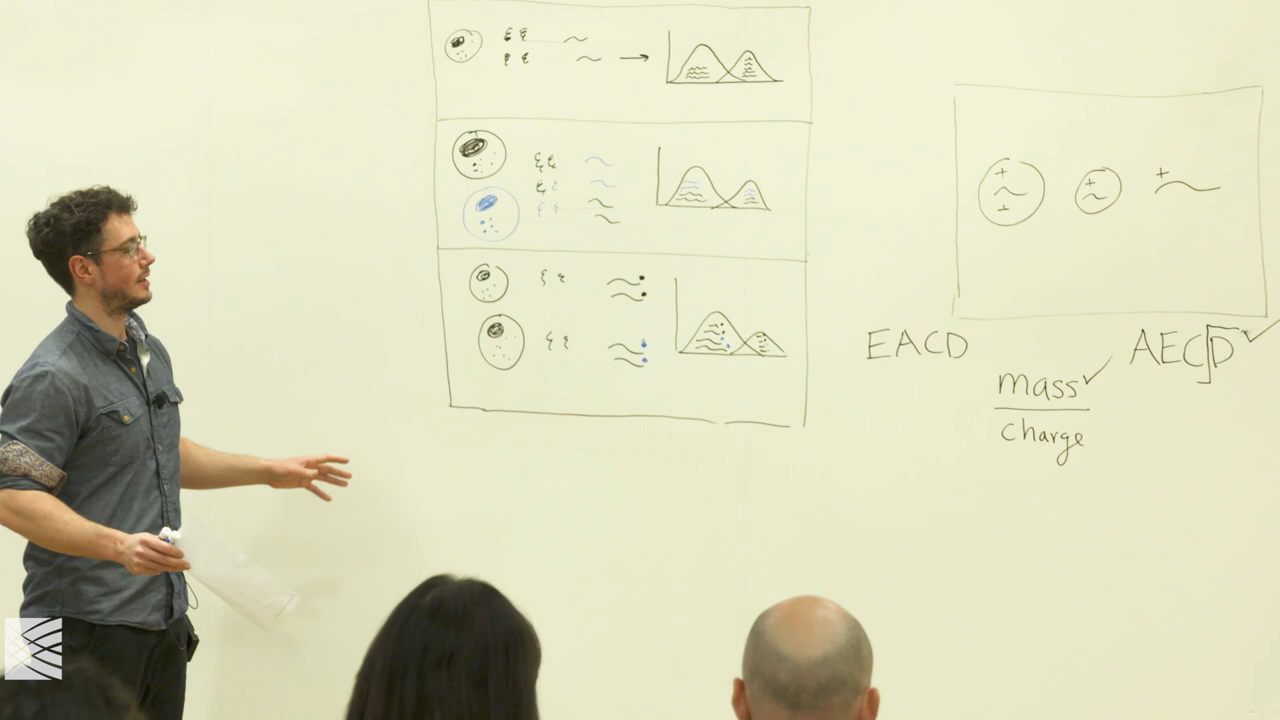 +
+
+
+
EACD
AECD
mass
charge